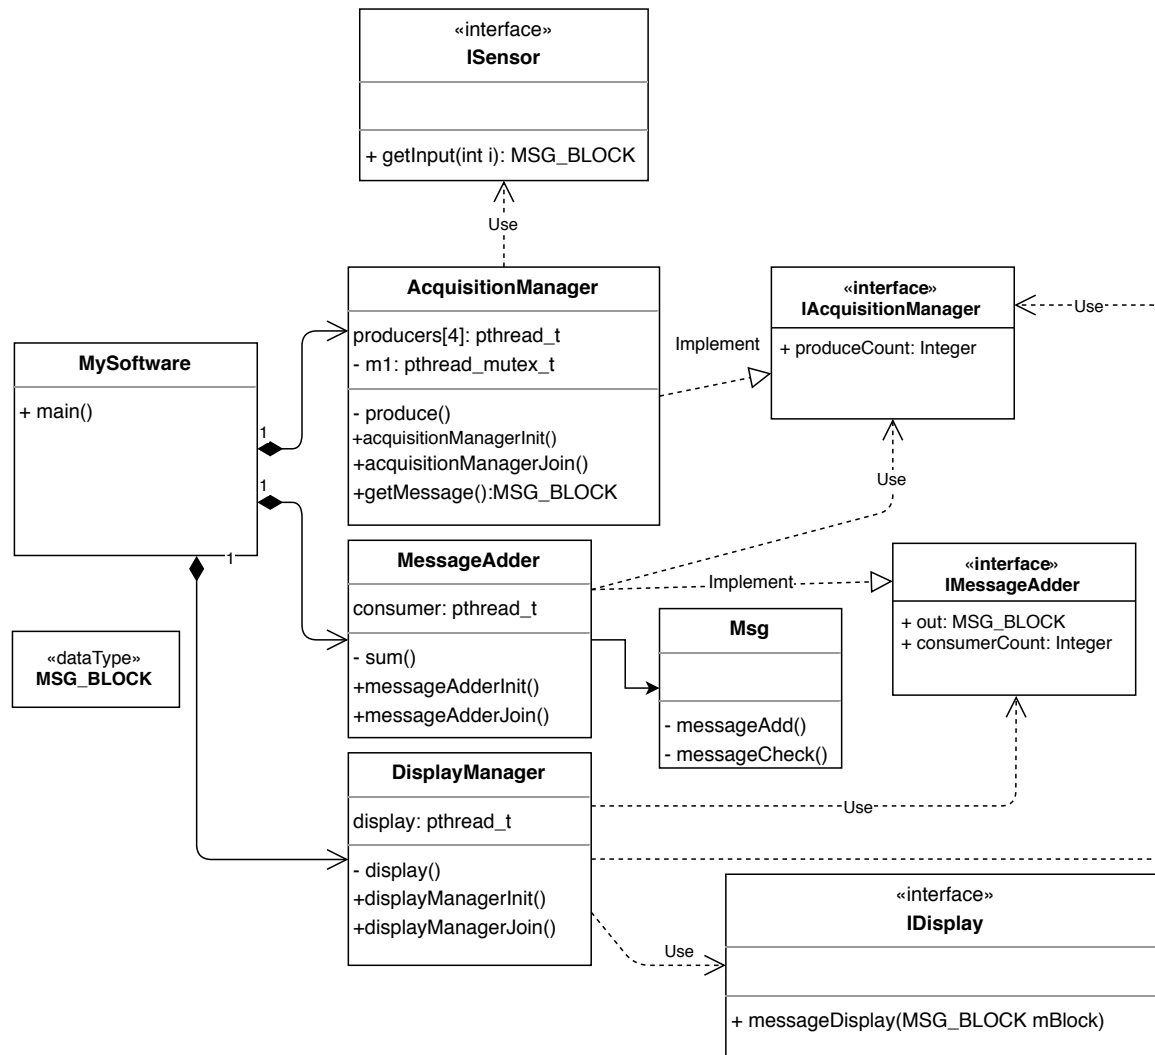 «interface»
ISensor
+ getInput(int i): MSG_BLOCK
Use
AcquisitionManager
producers[4]: pthread_t
- m1: pthread_mutex_t
- produce()
+acquisitionManagerInit()
+acquisitionManagerJoin()
+getMessage():MSG_BLOCK
Implement
«interface»
IAcquisitionManager
+ produceCount: Integer
Use
Use
MySoftware
+ main()
1
1
1
«dataType»
MSG_BLOCK
MessageAdder
consumer: pthread_t
- sum()
+messageAdderInit()
+messageAdderJoin()
Implement
«interface»
IMessageAdder
+ out: MSG_BLOCK
+ consumerCount: Integer
Msg
- messageAdd()
- messageCheck()
DisplayManager
display: pthread_t
- display()
+displayManagerInit()
+displayManagerJoin()
Use
Use
«interface»
IDisplay
+ messageDisplay(MSG_BLOCK mBlock)